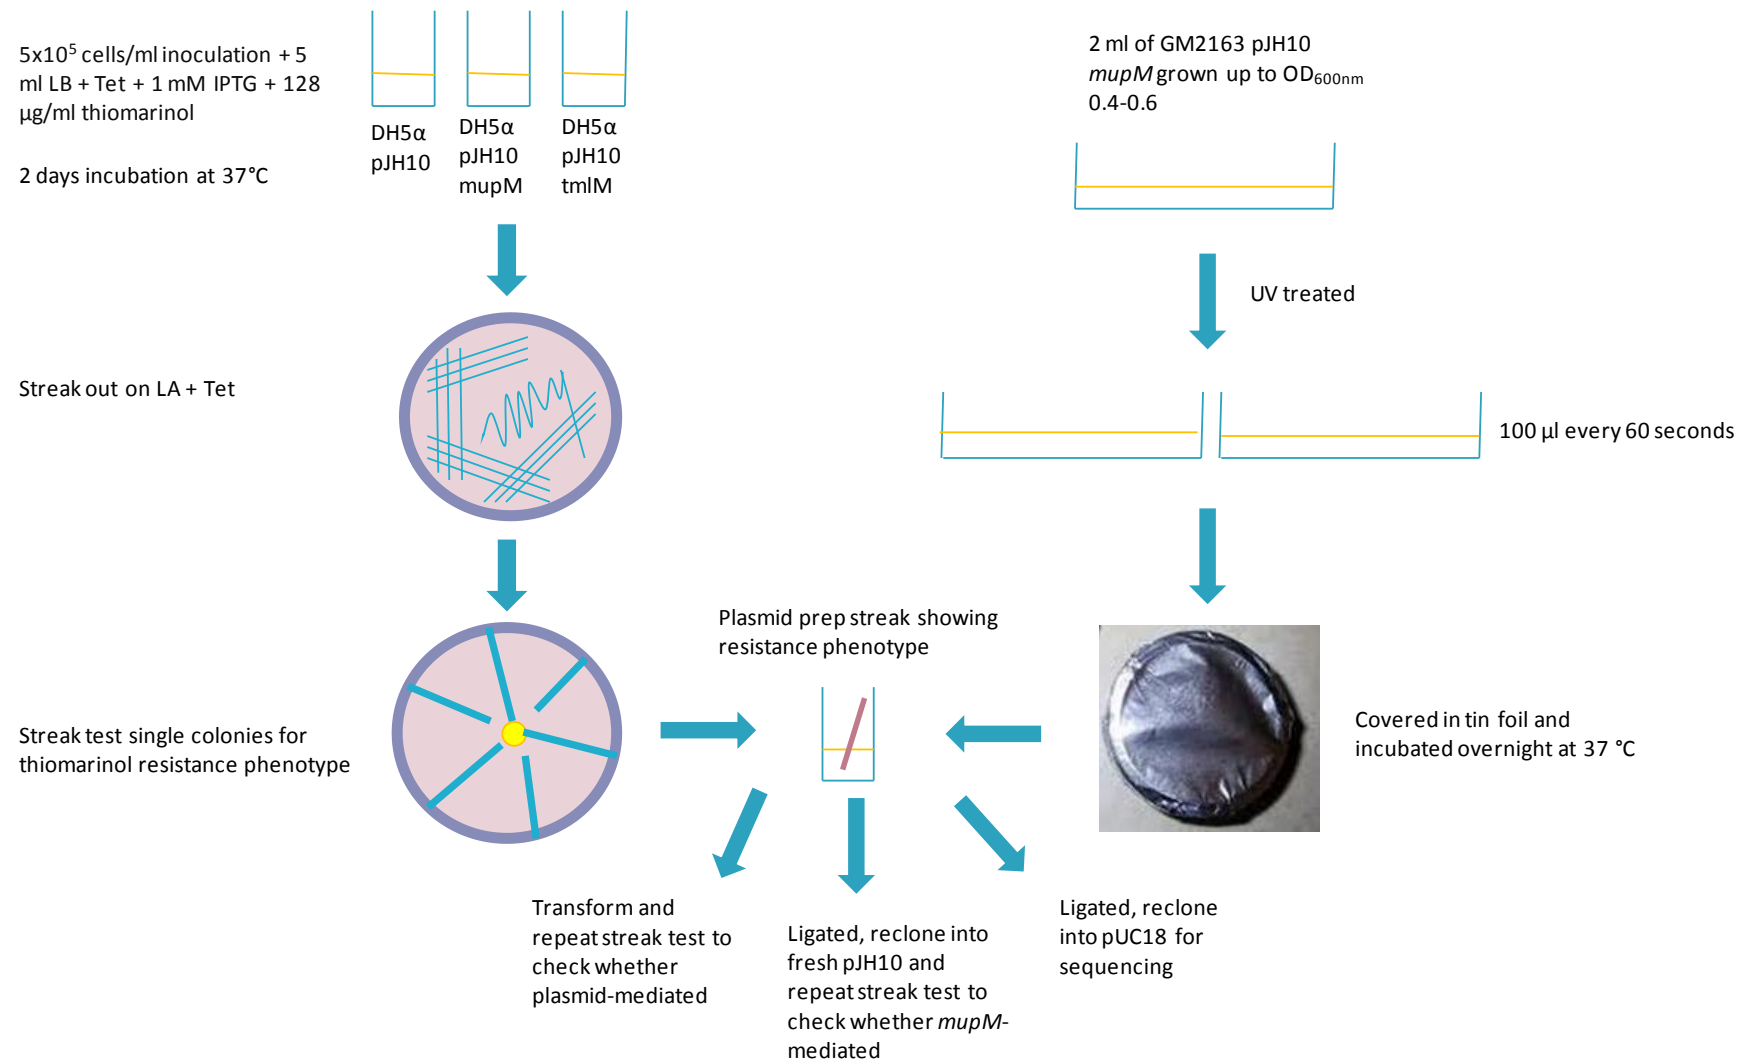 5x10⁵ cells/ml inoculation + 5
ml LB + Tet + 1 mM IPTG + 128
µg/ml thiomarinol
2 days incubation at 37°C
DH5α
pJH10
DH5α
pJH10
mupM
DH5α
pJH10
tmlM
2 ml of GM2163 pJH10
mupM grown up to OD₆₀₀ₙₘ
0.4-0.6
UV treated
Streak out on LA + Tet
100 µl every 60 seconds
Plasmid prep streak showing
resistance phenotype
Streak test single colonies for
thiomarinol resistance phenotype
Covered in tin foil and
incubated overnight at 37 °C
Transform and
repeat streak test to
check whether
plasmid-mediated
Ligated, reclone into
fresh pJH10 and
repeat streak test to
check whether mupM-
mediated
Ligated, reclone
into pUC18 for
sequencing